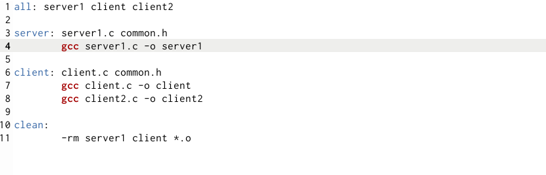 1 all: server1 client client2
2
3 server: server1.c common.h
4 gcc server1.c -o server1
5
6 client: client.c common.h
7 gcc client.c -o client
8 gcc client2.c -o client2
9
10 clean:
11 -rm server1 client *.o